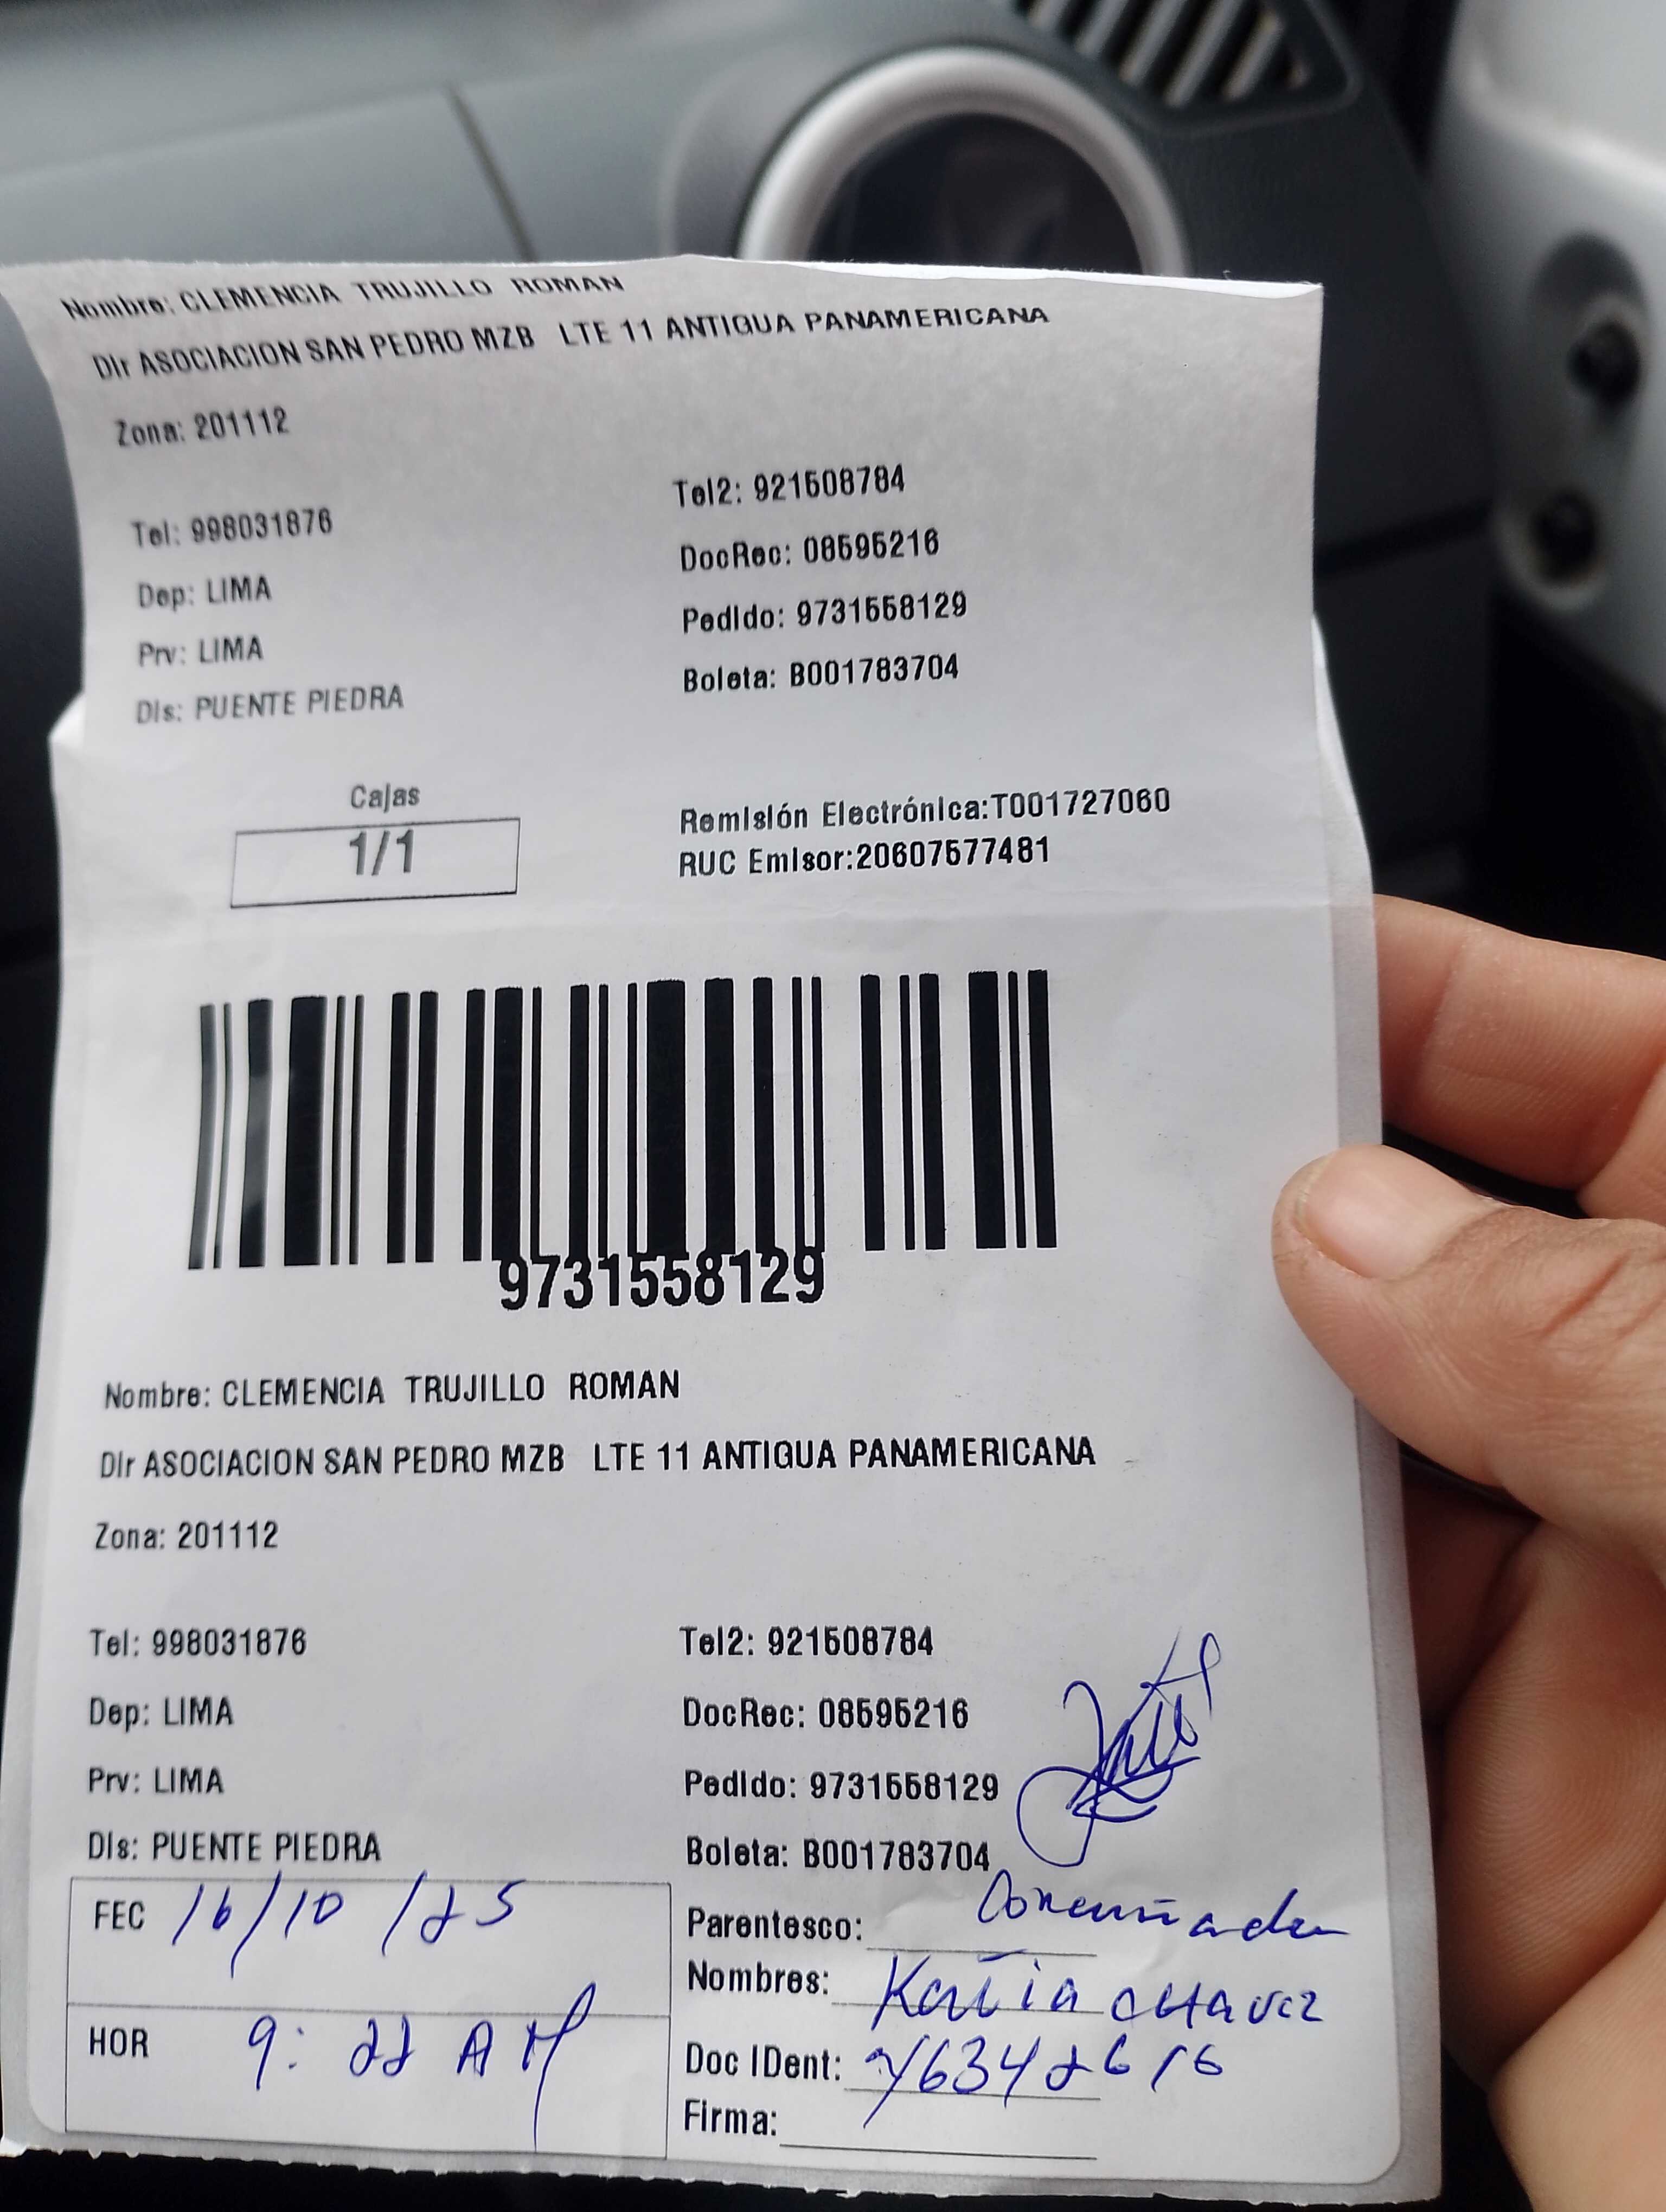 Nombre: CLEMENCIA TRUJILLO ROMAN
Dir ASOCIACION SAN PEDRO MZB LTE 11 ANTIGUA PANAMERICANA
Zona: 201112
Tel: 998031876
Tel2: 921508784
Dep: LIMA
DocRec: 08595216
Prv: LIMA
Pedido: 9731558129
Dis: PUENTE PIEDRA
Boleta: B001783704
Cajas
1/1
Remisión Electrónica:T001727060
RUC Emisor:20607577481
9731558129
Nombre: CLEMENCIA TRUJILLO ROMAN
Dir ASOCIACION SAN PEDRO MZB LTE 11 ANTIGUA PANAMERICANA
Zona: 201112
Tel: 998031876
Tel2: 921508784
Dep: LIMA
DocRec: 08595216
Prv: LIMA
Pedido: 9731558129
Dis: PUENTE PIEDRA
Boleta: B001783704
FEC 16/10/25
Parentesco: Concuñada
Nombres: Katia CHavez
HOR 9:22 AM
Doc IDent:
Firma: